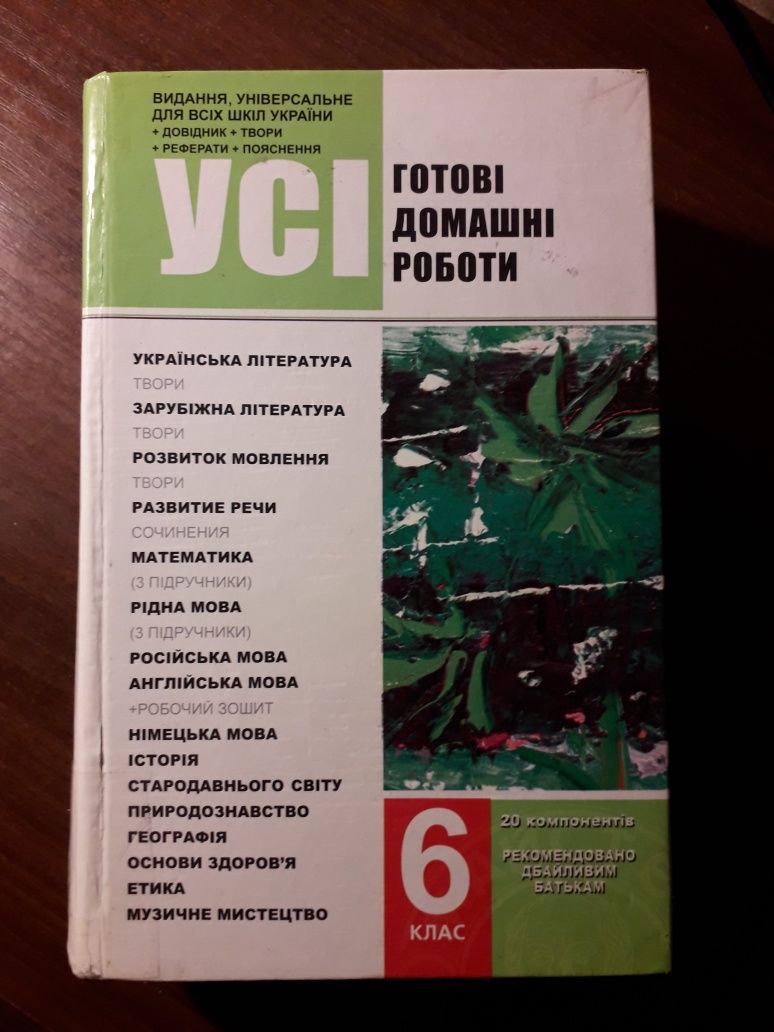 ВИДАННЯ, УНІВЕРСАЛЬНЕ
ДЛЯ ВСІХ ШКІЛ УКРАЇНИ
+ ДОВІДНИК + ТВОРИ
+ РЕФЕРАТИ + ПОЯСНЕННЯ
УСІ
ГОТОВІ
ДОМАШНІ
РОБОТИ
УКРАЇНСЬКА ЛІТЕРАТУРА
ТВОРИ
ЗАРУБІЖНА ЛІТЕРАТУРА
ТВОРИ
РОЗВИТОК МОВЛЕННЯ
ТВОРИ
РАЗВИТИЕ РЕЧИ
СОЧИНЕНИЯ
МАТЕМАТИКА
(3 ПІДРУЧНИКИ)
РІДНА МОВА
(3 ПІДРУЧНИКИ)
РОСІЙСЬКА МОВА
АНГЛІЙСЬКА МОВА
+РОБОЧИЙ ЗОШИТ
НІМЕЦЬКА МОВА
ІСТОРІЯ
СТАРОДАВНЬОГО СВІТУ
ПРИРОДОЗНАВСТВО
ГЕОГРАФІЯ
ОСНОВИ ЗДОРОВ'Я
ЕТИКА
МУЗИЧНЕ МИСТЕЦТВО
6
КЛАС
20 компонентів
РЕКОМЕНДОВАНО
ДБАЙЛИВИМ
БАТЬКАМ